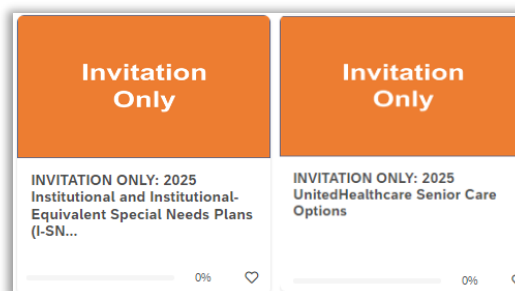 Invitation
Only
INVITATION ONLY: 2025
Institutional and Institutional-
Equivalent Special Needs Plans
(I-SN...
0%
Invitation
Only
INVITATION ONLY: 2025
UnitedHealthcare Senior Care
Options
0%